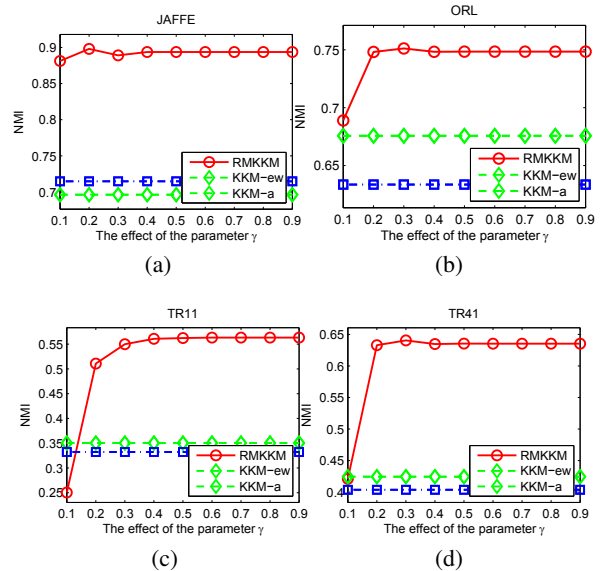 JAFFE
0.9
0.85
0.8
0.75
0.7
NMI
RMKKM
KKM-ew
KKM-a
0.1 0.2 0.3 0.4 0.5 0.6 0.7 0.8 0.9
The effect of the parameter γ
(a)
ORL
0.75
0.7
0.65
NMI
RMKKM
KKM-ew
KKM-a
0.1 0.2 0.3 0.4 0.5 0.6 0.7 0.8 0.9
The effect of the parameter γ
(b)
TR11
0.55
0.5
0.45
0.4
0.35
0.3
0.25
NMI
RMKKM
KKM-ew
KKM-a
0.1 0.2 0.3 0.4 0.5 0.6 0.7 0.8 0.9
The effect of the parameter γ
(c)
TR41
0.65
0.6
0.55
0.5
0.45
0.4
NMI
RMKKM
KKM-ew
KKM-a
0.1 0.2 0.3 0.4 0.5 0.6 0.7 0.8 0.9
The effect of the parameter γ
(d)